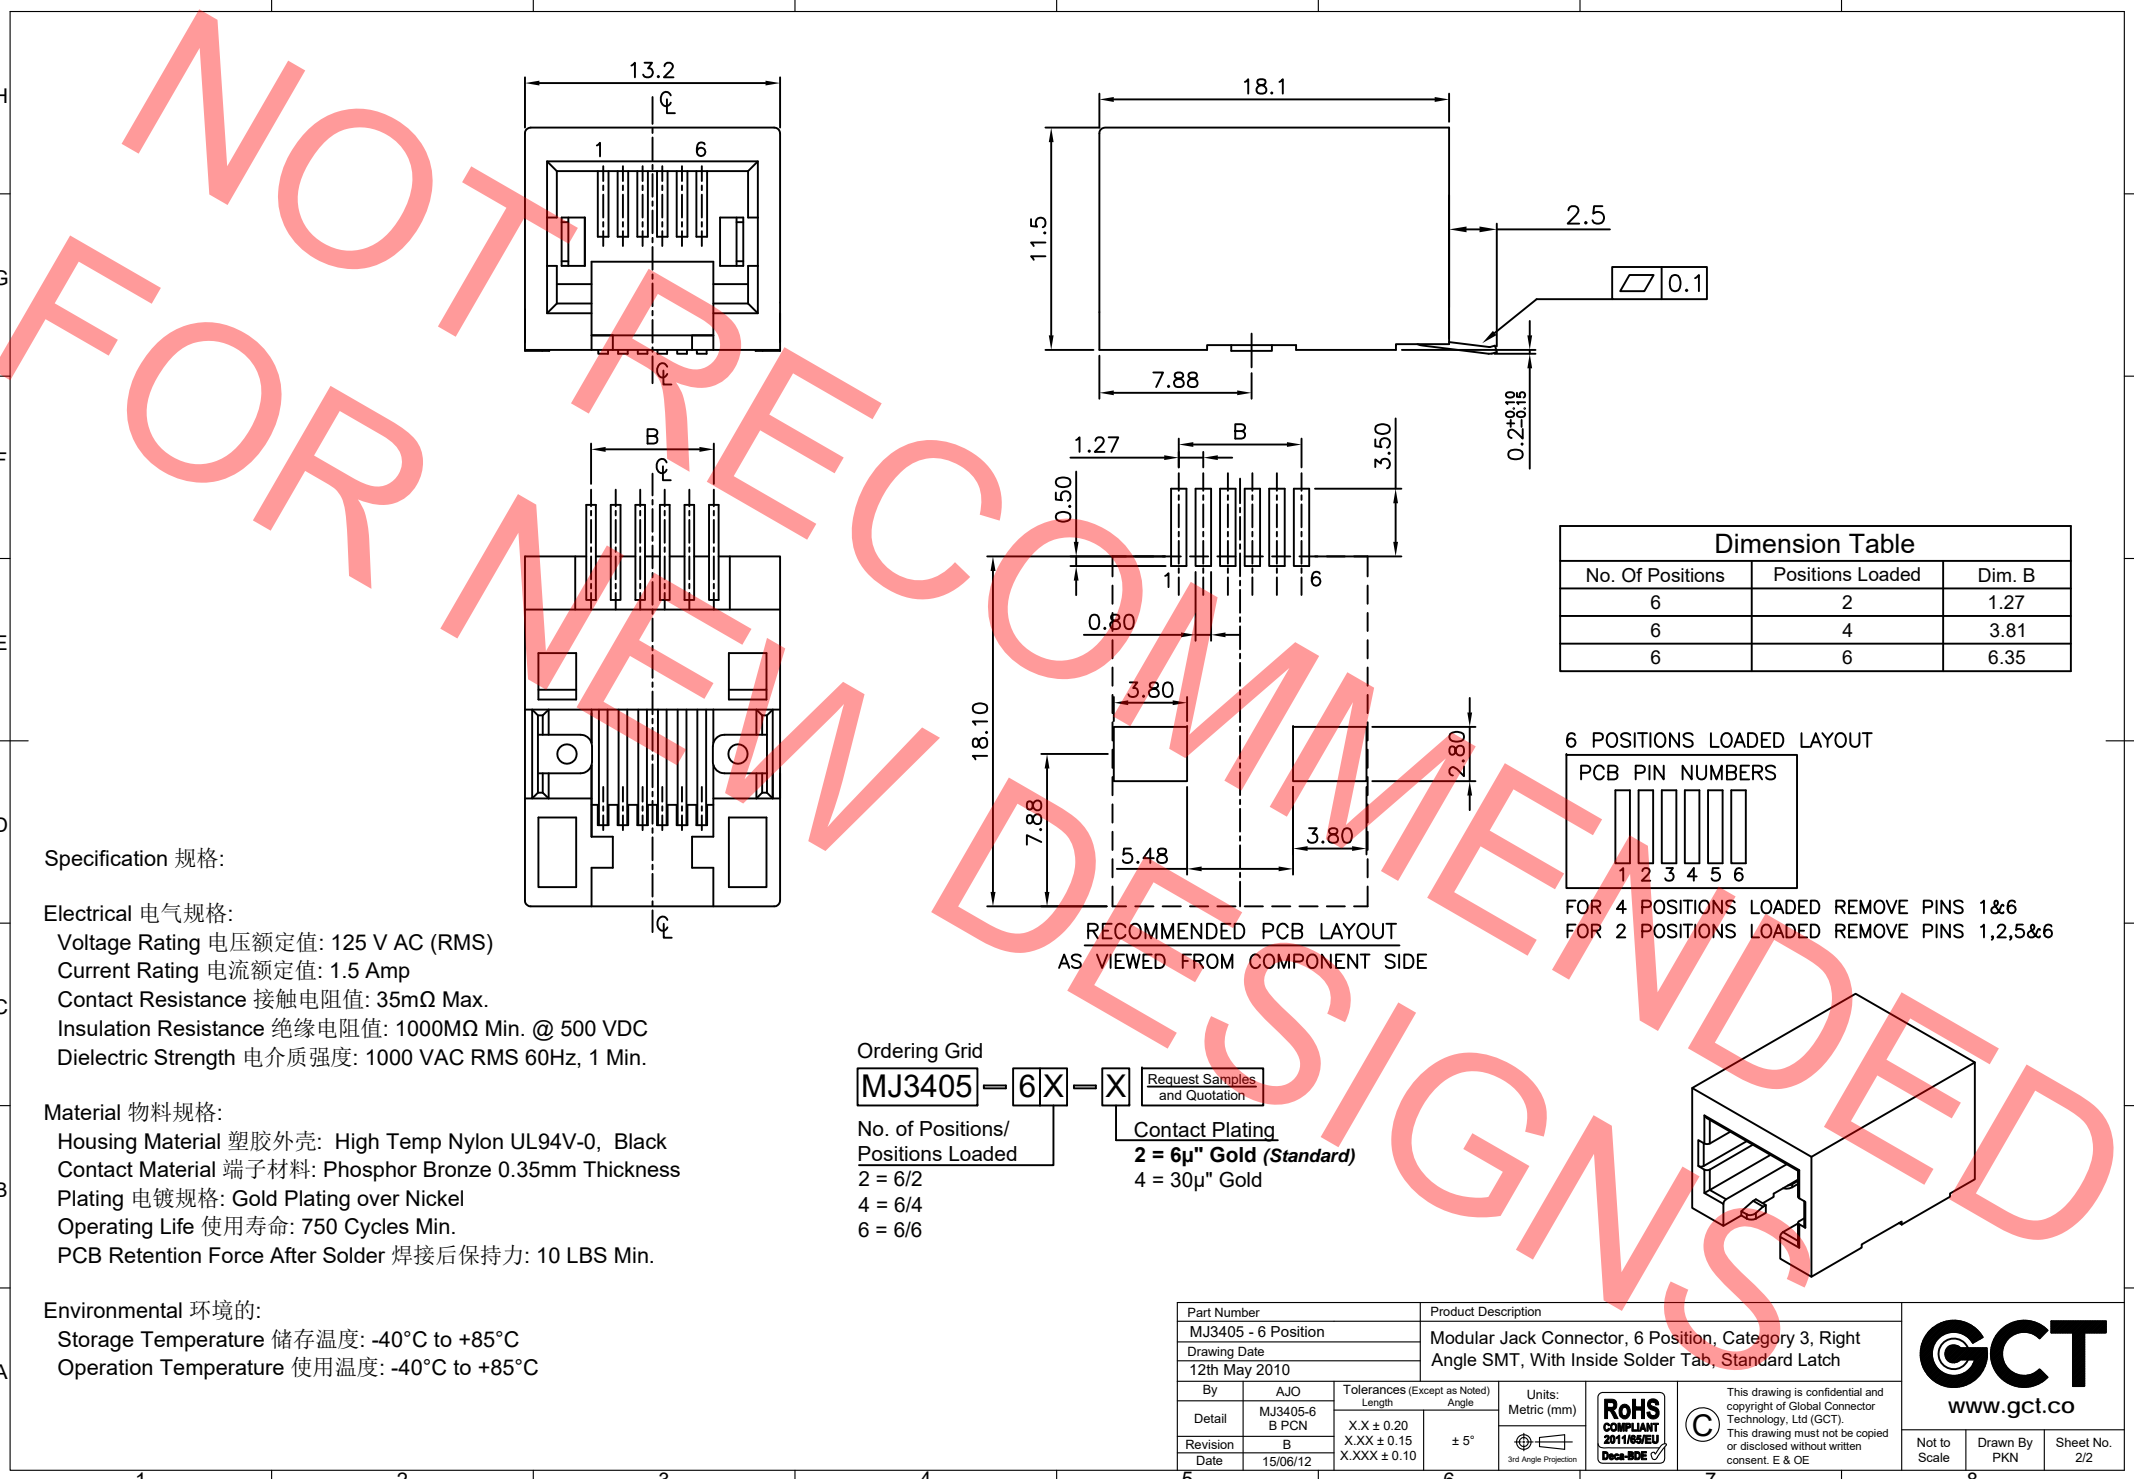 NOT RECOMMENDED
FOR NEW DESIGNS
H
G
F
E
D
C
B
A
13.2
℄
1 6
℄
18.1
11.5
2.5
0.1
7.88
0.2+0.10-0.15
B
℄
℄
1.27
B
3.50
0.50
1
6
0.80
18.10
3.80
2.80
7.88
5.48
3.80
RECOMMENDED PCB LAYOUT
AS VIEWED FROM COMPONENT SIDE
Dimension Table
No. Of Positions Positions Loaded Dim. B
6 2 1.27
6 4 3.81
6 6 6.35
6 POSITIONS LOADED LAYOUT
PCB PIN NUMBERS
1 2 3 4 5 6
FOR 4 POSITIONS LOADED REMOVE PINS 1&6
FOR 2 POSITIONS LOADED REMOVE PINS 1,2,5&6
Specification 规格:
Electrical 电气规格:
Voltage Rating 电压额定值: 125 V AC (RMS)
Current Rating 电流额定值: 1.5 Amp
Contact Resistance 接触电阻值: 35mΩ Max.
Insulation Resistance 绝缘电阻值: 1000MΩ Min. @ 500 VDC
Dielectric Strength 电介质强度: 1000 VAC RMS 60Hz, 1 Min.
Material 物料规格:
Housing Material 塑胶外壳: High Temp Nylon UL94V-0, Black
Contact Material 端子材料: Phosphor Bronze 0.35mm Thickness
Plating 电镀规格: Gold Plating over Nickel
Operating Life 使用寿命: 750 Cycles Min.
PCB Retention Force After Solder 焊接后保持力: 10 LBS Min.
Environmental 环境的:
Storage Temperature 储存温度: -40°C to +85°C
Operation Temperature 使用温度: -40°C to +85°C
Ordering Grid
MJ3405 - 6 X - X
Request Samples
and Quotation
No. of Positions/
Positions Loaded
2 = 6/2
4 = 6/4
6 = 6/6
Contact Plating
2 = 6µ" Gold (Standard)
4 = 30µ" Gold
Part Number
MJ3405 - 6 Position
Drawing Date
12th May 2010
Product Description
Modular Jack Connector, 6 Position, Category 3, Right
Angle SMT, With Inside Solder Tab, Standard Latch
By AJO
Detail MJ3405-6
B PCN
Revision B
Date 15/06/12
Tolerances (Except as Noted)
Length Angle
X.X ± 0.20
X.XX ± 0.15
X.XXX ± 0.10
± 5°
Units:
Metric (mm)
3rd Angle Projection
RoHS
COMPLIANT
2011/65/EU
Deca-BDE
C
This drawing is confidential and
copyright of Global Connector
Technology, Ltd (GCT).
This drawing must not be copied
or disclosed without written
consent. E & OE
GCT
www.gct.co
Not to
Scale
Drawn By
PKN
Sheet No.
2/2
1 2 3 4 5 6 7 8